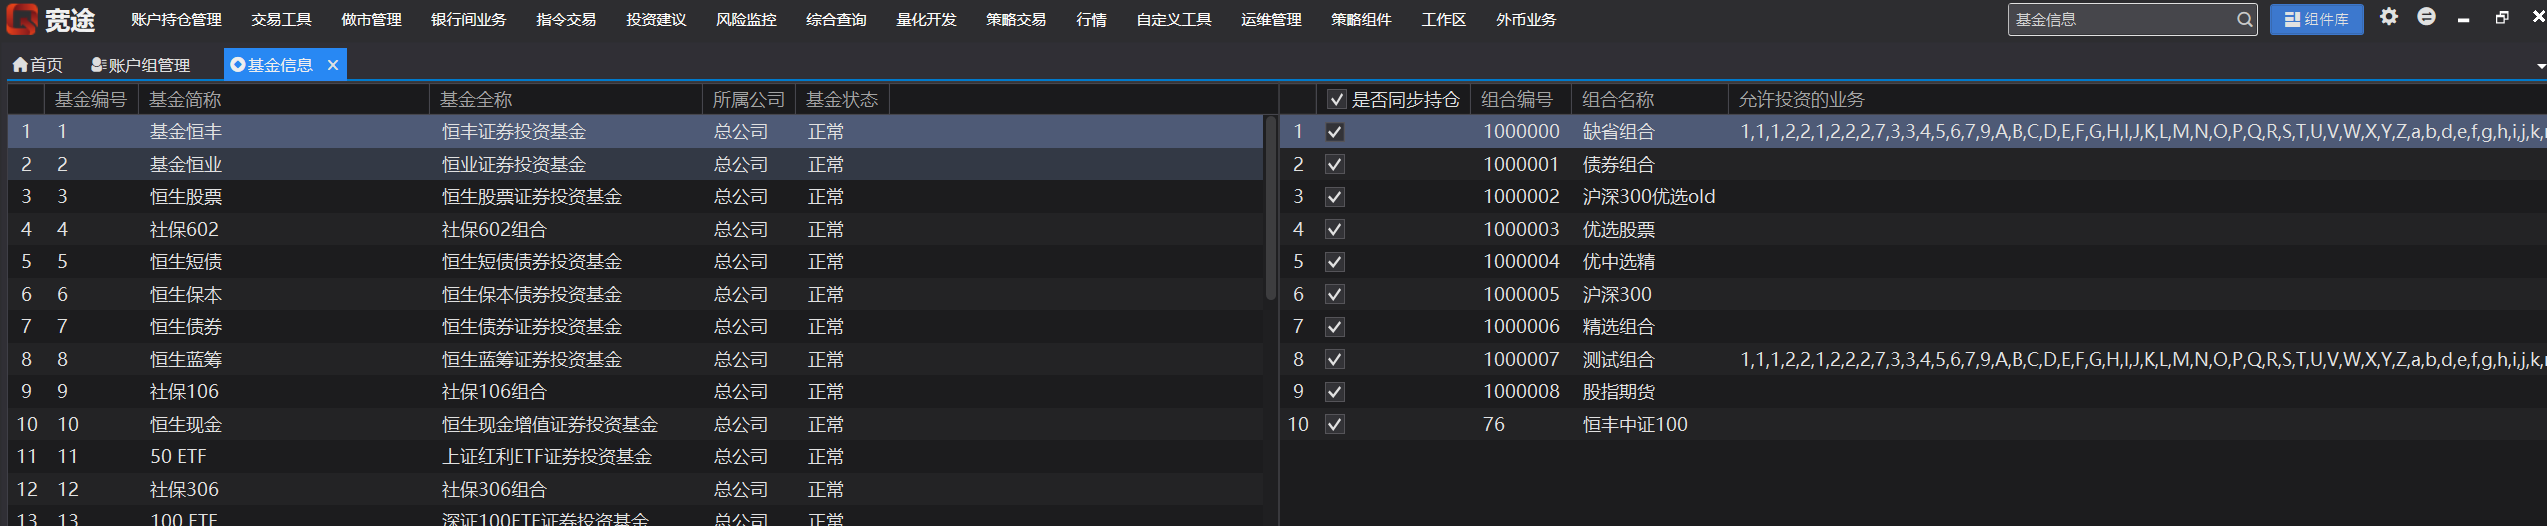 宽途 账户持仓管理 交易工具 做市管理 银行间业务 指令交易 投资建议 风险监控 综合查询 量化开发 策略交易 行情 自定义工具 运维管理 策略组件 工作区 外币业务 基金信息 组件库
首页 账户组管理 基金信息
基金编号 基金简称 基金全称 所属公司 基金状态
1 1 基金恒丰 恒丰证券投资基金 总公司 正常
2 2 基金恒业 恒业证券投资基金 总公司 正常
3 3 恒生股票 恒生股票证券投资基金 总公司 正常
4 4 社保602 社保602组合 总公司 正常
5 5 恒生短债 恒生短债债券投资基金 总公司 正常
6 6 恒生保本 恒生保本债券投资基金 总公司 正常
7 7 恒生债券 恒生债券证券投资基金 总公司 正常
8 8 恒生蓝筹 恒生蓝筹证券投资基金 总公司 正常
9 9 社保106 社保106组合 总公司 正常
10 10 恒生现金 恒生现金增值证券投资基金 总公司 正常
11 11 50 ETF 上证红利ETF证券投资基金 总公司 正常
12 12 社保306 社保306组合 总公司 正常
13 13 100 ETF 深证100ETF证券投资基金 总公司 正常
是否同步持仓 组合编号 组合名称 允许投资的业务
1 1000000 缺省组合 1,1,1,2,2,1,2,2,2,7,3,3,4,5,6,7,9,A,B,C,D,E,F,G,H,I,J,K,L,M,N,O,P,Q,R,S,T,U,V,W,X,Y,Z,a,b,d,e,f,g,h,i,j,k,
2 1000001 债券组合
3 1000002 沪深300优选old
4 1000003 优选股票
5 1000004 优中选精
6 1000005 沪深300
7 1000006 精选组合
8 1000007 测试组合 1,1,1,2,2,1,2,2,2,7,3,3,4,5,6,7,9,A,B,C,D,E,F,G,H,I,J,K,L,M,N,O,P,Q,R,S,T,U,V,W,X,Y,Z,a,b,d,e,f,g,h,i,j,k,
9 1000008 股指期货
10 76 恒丰中证100